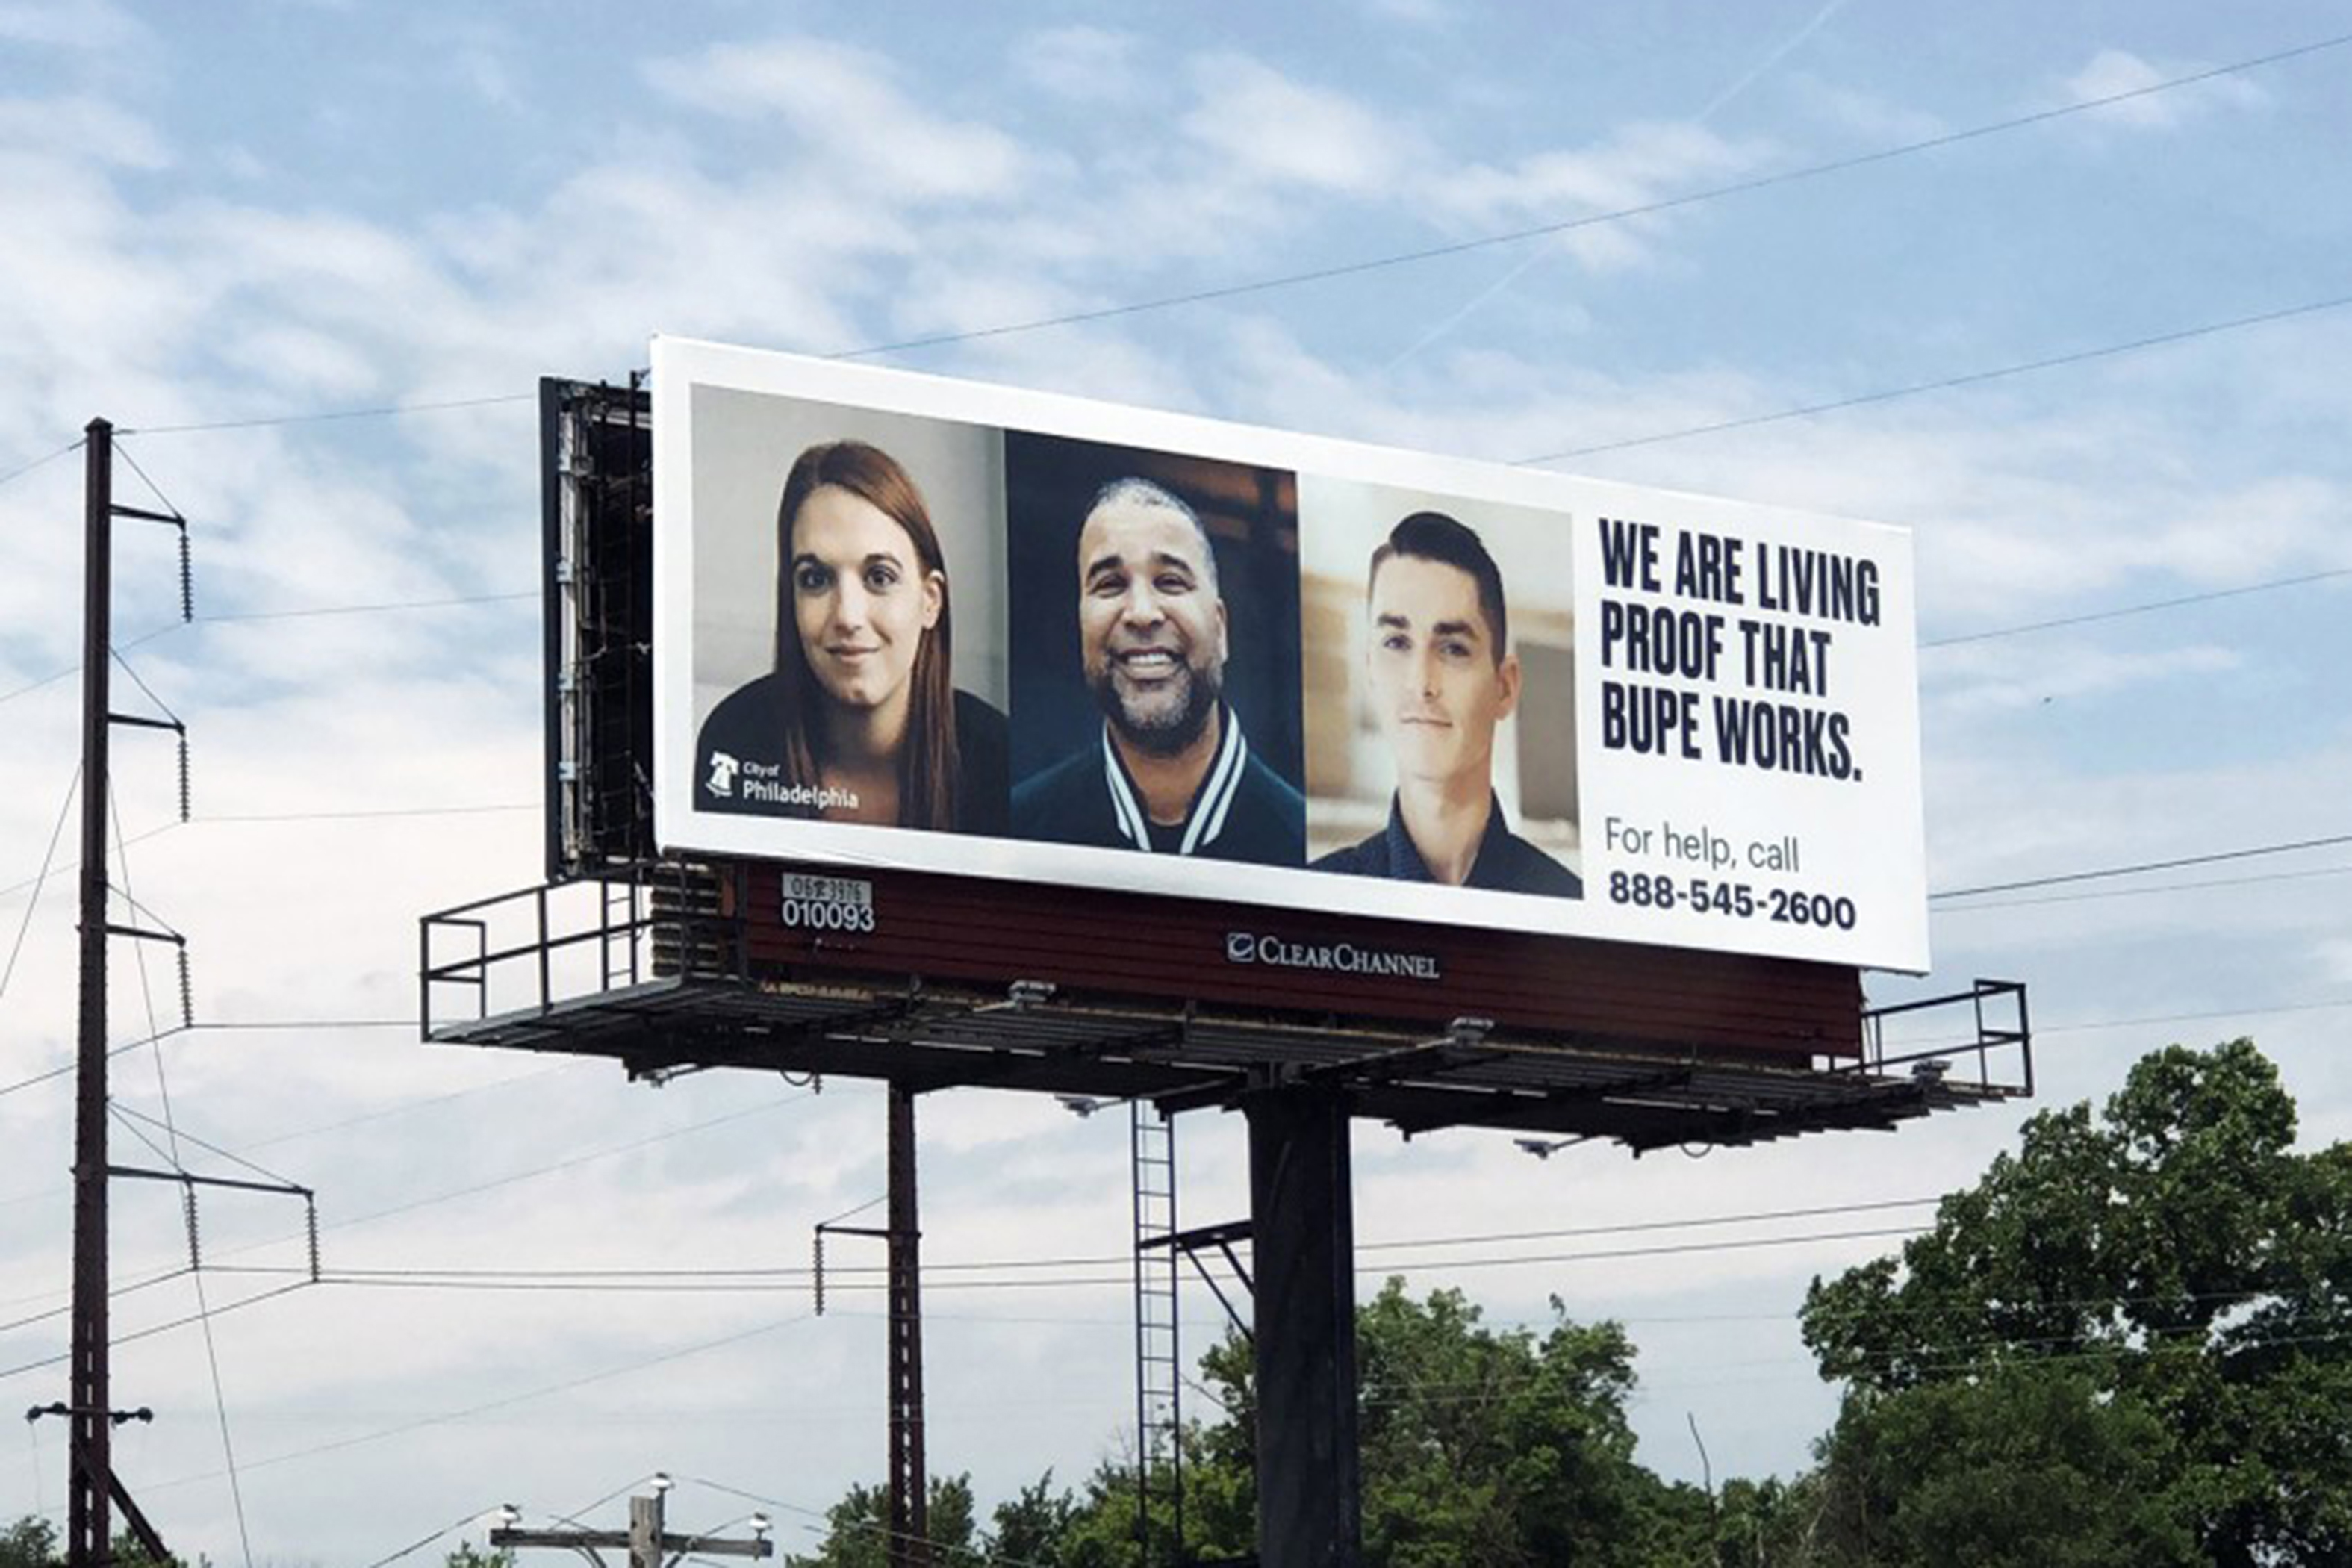 WE ARE LIVING
PROOF THAT
BUPE WORKS.
For help, call
888-545-2600
City of
Philadelphia
010093
CLEARCHANNEL